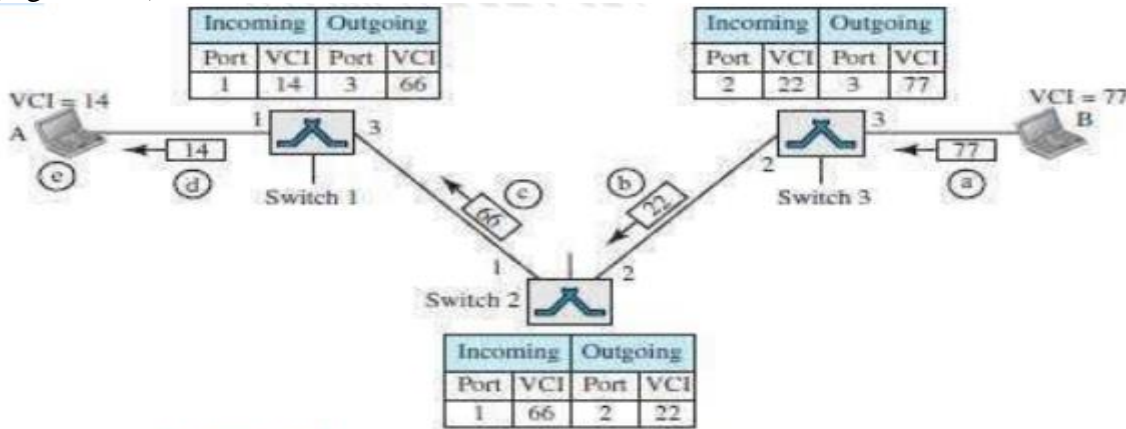 Incoming Outgoing
Port VCI Port VCI
1 14 3 66
Incoming Outgoing
Port VCI Port VCI
2 22 3 77
VCI = 14
A
1
3
14
e
d
Switch 1
c
66
b
22
VCI = 77
B
3
2
77
a
Switch 3
1
2
Switch 2
Incoming Outgoing
Port VCI Port VCI
1 66 2 22